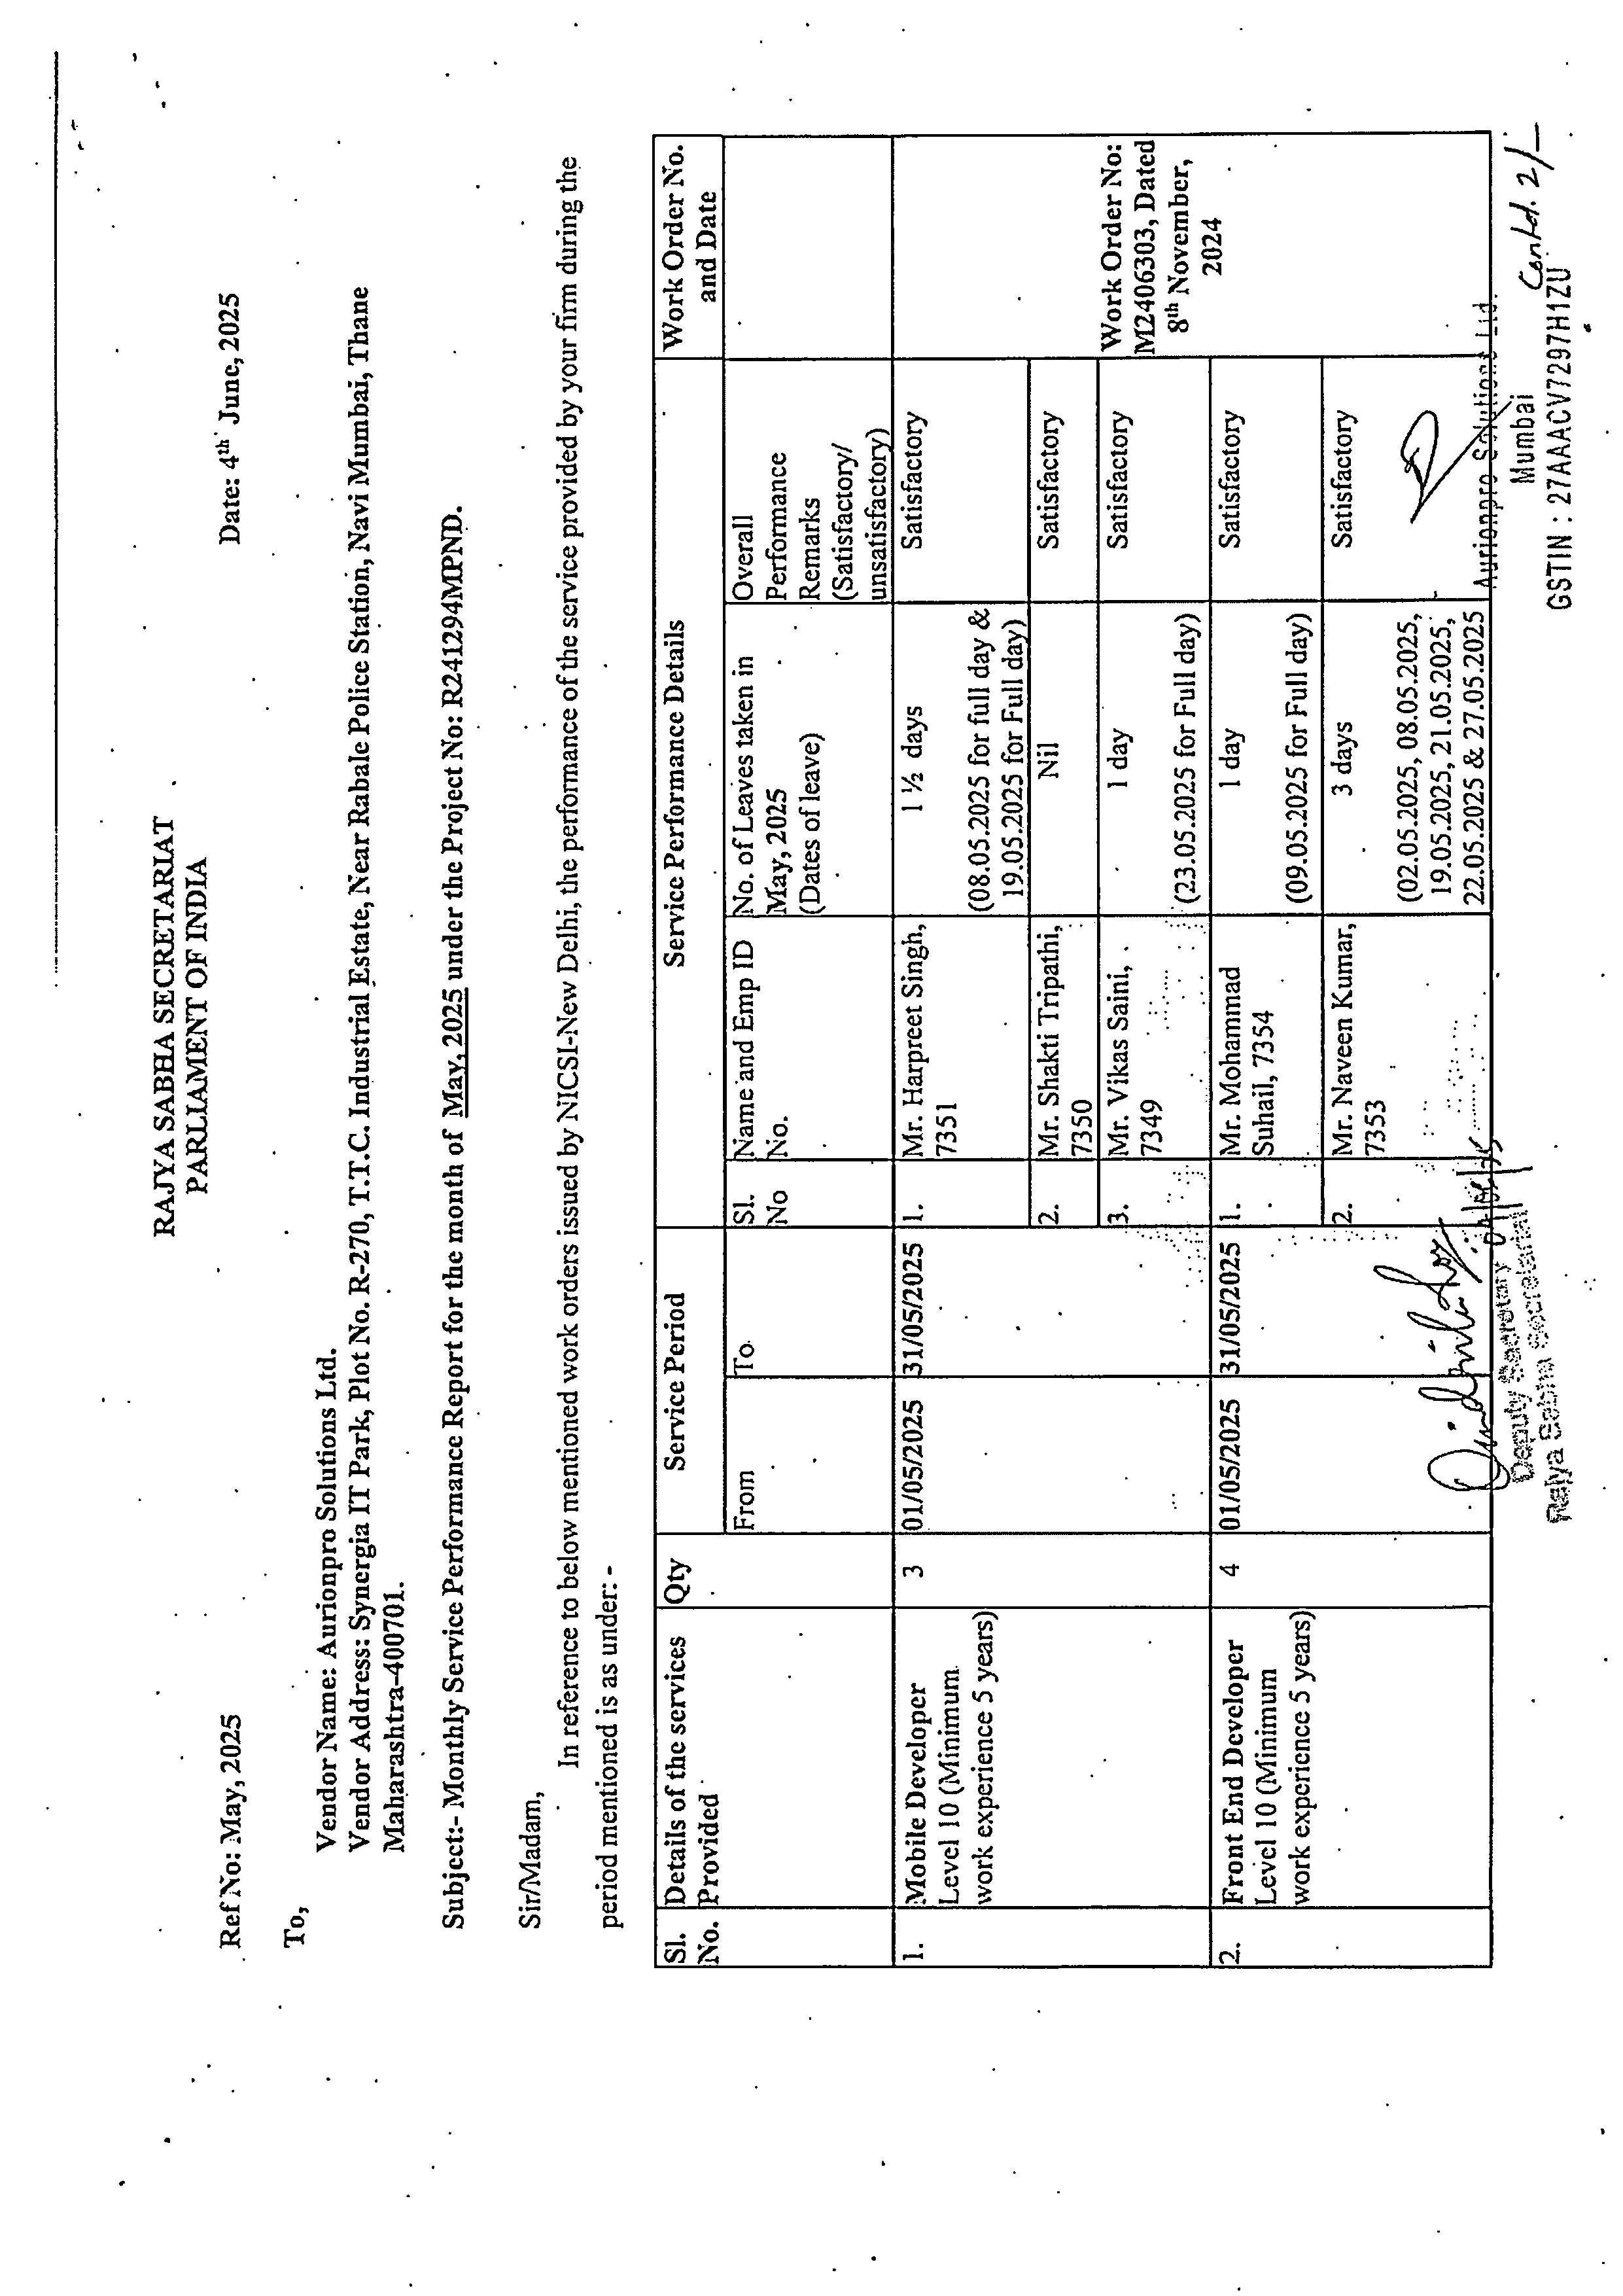 RAJYA SABHA SECRETARIAT
PARLIAMENT OF INDIA
Ref No: May, 2025
Date: 4th June, 2025
To,
Vendor Name: Aurionpro Solutions Ltd.
Vendor Address: Synergia IT Park, Plot No. R-270, T.T.C. Industrial Estate, Near Rabale Police Station, Navi Mumbai, Thane
Maharashtra-400701.
Subject:- Monthly Service Performance Report for the month of May, 2025 under the Project No: R241294MPND.
Sir/Madam,
In reference to below mentioned work orders issued by NICSI-New Delhi, the performance of the service provided by your firm during the
period mentioned is as under: -
Sl. No.
Details of the services Provided
Qty
Service Period
Service Performance Details
Work Order No. and Date
From
To
Sl. No
Name and Emp ID No.
No. of Leaves taken in May, 2025 (Dates of leave)
Overall Performance Remarks (Satisfactory/ unsatisfactory)
1.
Mobile Developer
Level 10 (Minimum
work experience 5 years)
3
01/05/2025
31/05/2025
1.
Mr. Harpreet Singh,
7351
1 ½ days
(08.05.2025 for full day &
19.05.2025 for Full day)
Satisfactory
2.
Mr. Shakti Tripathi,
7350
Nil
Satisfactory
3.
Mr. Vikas Saini,
7349
1 day
(23.05.2025 for Full day)
Satisfactory
Work Order No:
M2406303, Dated
8th November,
2024
2.
Front End Developer
Level 10 (Minimum
work experience 5 years)
4
01/05/2025
31/05/2025
1.
Mr. Mohammad
Suhail, 7354
1 day
(09.05.2025 for Full day)
Satisfactory
2.
Mr. Naveen Kumar,
7353
3 days
(02.05.2025, 08.05.2025,
19.05.2025, 21.05.2025,
22.05.2025 & 27.05.2025
Satisfactory
Deputy Secretary
Rajya Sabha Secretariat
Aurionpro Solutions Ltd.
Mumbai
GSTIN : 27AAACV7297H1ZU
Contd. 2/-